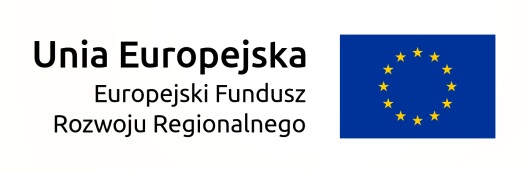 Unia Europejska
Europejski Fundusz
Rozwoju Regionalnego